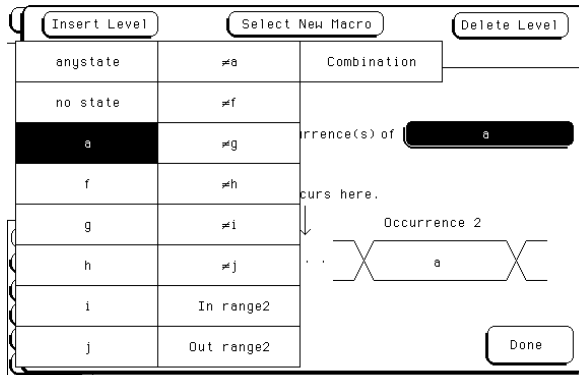 Insert Level Select New Macro Delete Level
anystate ≠a Combination
no state ≠f
a ≠g rrence(s) of a
f ≠h curs here.
g ≠i Occurrence 2
h ≠j . . a
i In range2
j Out range2 Done